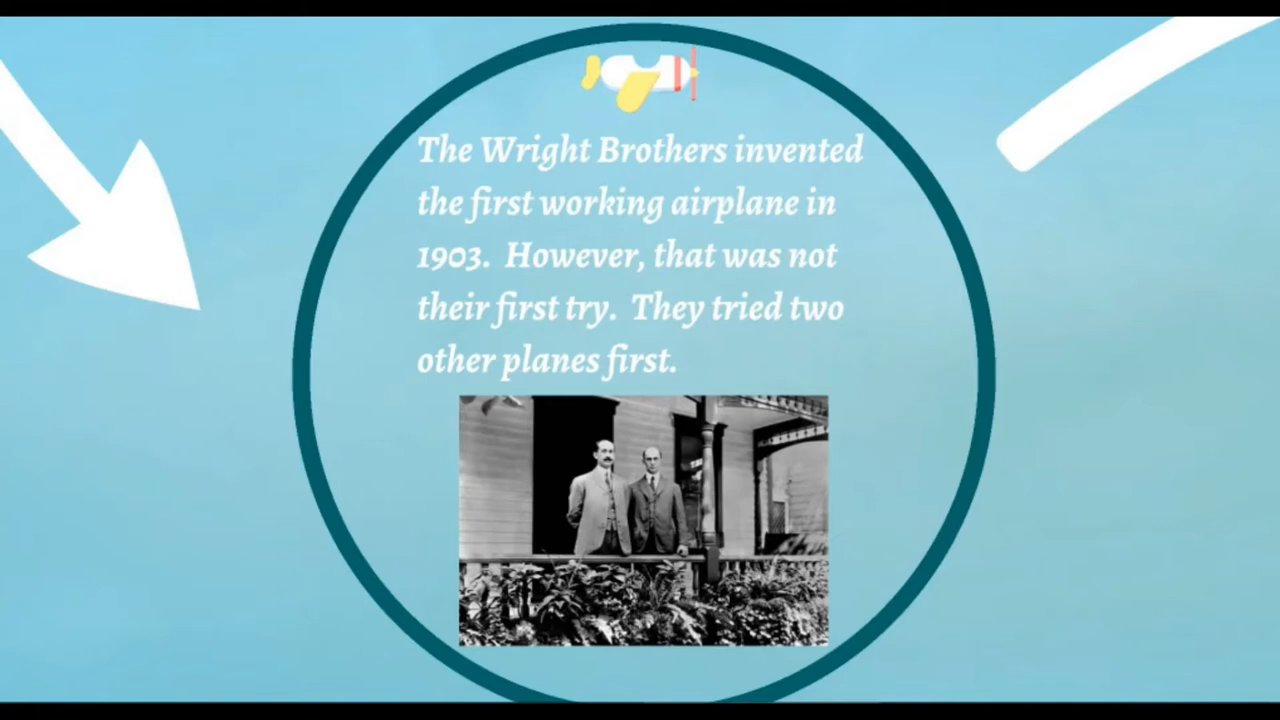 The Wright Brothers invented
the first working airplane in
1903.  However, that was not
their first try.  They tried two
other planes first.